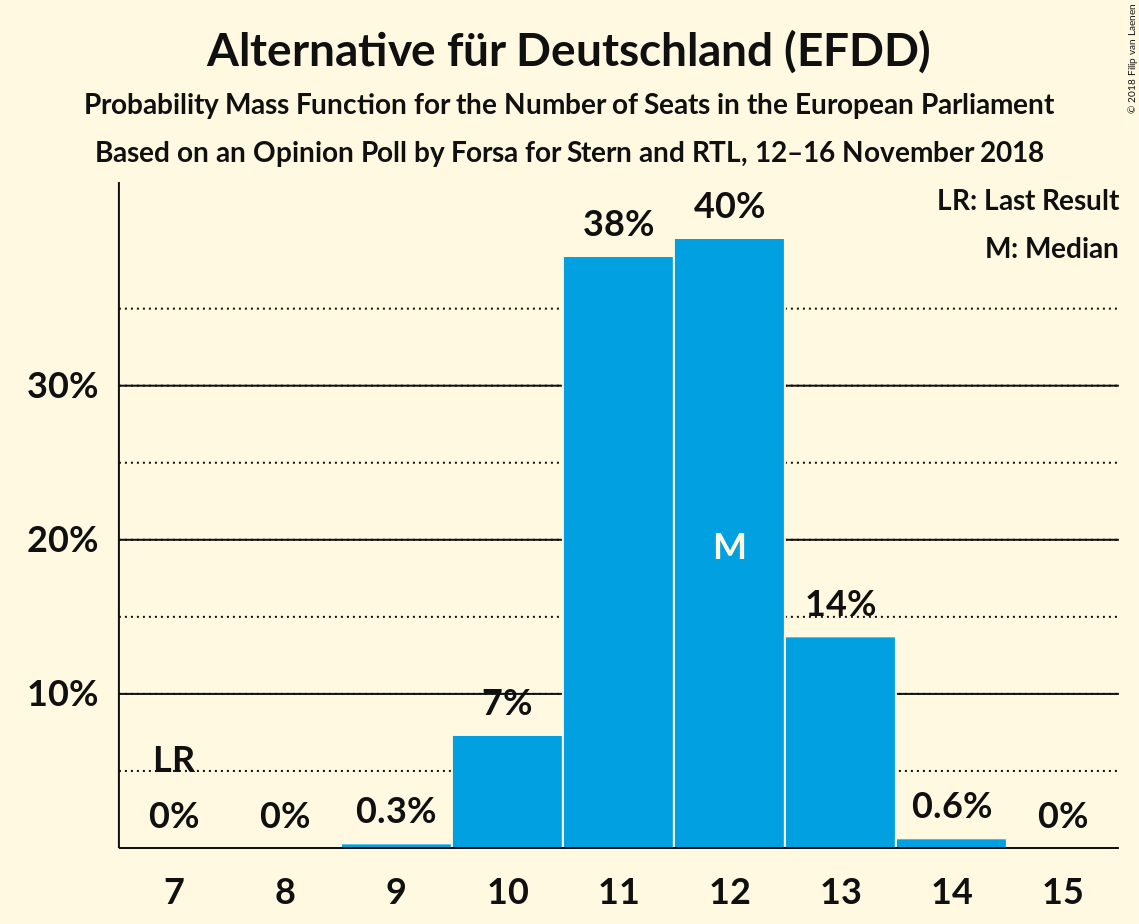 Alternative für Deutschland (EFDD)
Probability Mass Function for the Number of Seats in the European Parliament
Based on an Opinion Poll by Forsa for Stern and RTL, 12–16 November 2018
© 2018 Filip van Laenen
LR: Last Result
M: Median
40%
38%
30%
20%
M
14%
10%
7%
LR
0%
0%
0.3%
0.6%
0%
7 8 9 10 11 12 13 14 15